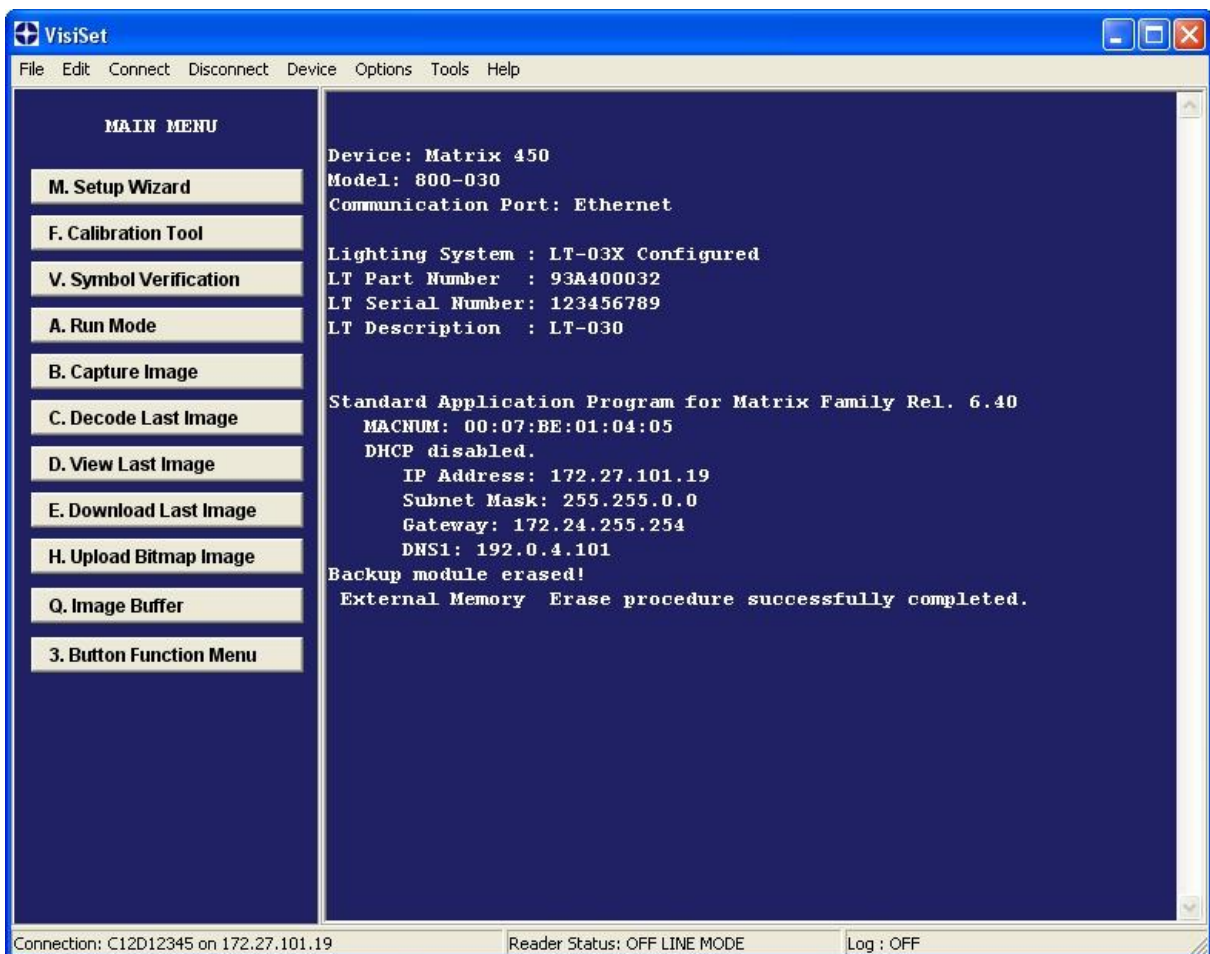 VisiSet
File Edit Connect Disconnect Device Options Tools Help
MAIN MENU
M. Setup Wizard
F. Calibration Tool
V. Symbol Verification
A. Run Mode
B. Capture Image
C. Decode Last Image
D. View Last Image
E. Download Last Image
H. Upload Bitmap Image
Q. Image Buffer
3. Button Function Menu
Device: Matrix 450
Model: 800-030
Communication Port: Ethernet
Lighting System : LT-03X Configured
LT Part Number : 93A400032
LT Serial Number: 123456789
LT Description : LT-030
Standard Application Program for Matrix Family Rel. 6.40
MACNUM: 00:07:BE:01:04:05
DHCP disabled.
IP Address: 172.27.101.19
Subnet Mask: 255.255.0.0
Gateway: 172.24.255.254
DNS1: 192.0.4.101
Backup module erased!
External Memory Erase procedure successfully completed.
Connection: C12D12345 on 172.27.101.19 Reader Status: OFF LINE MODE Log : OFF